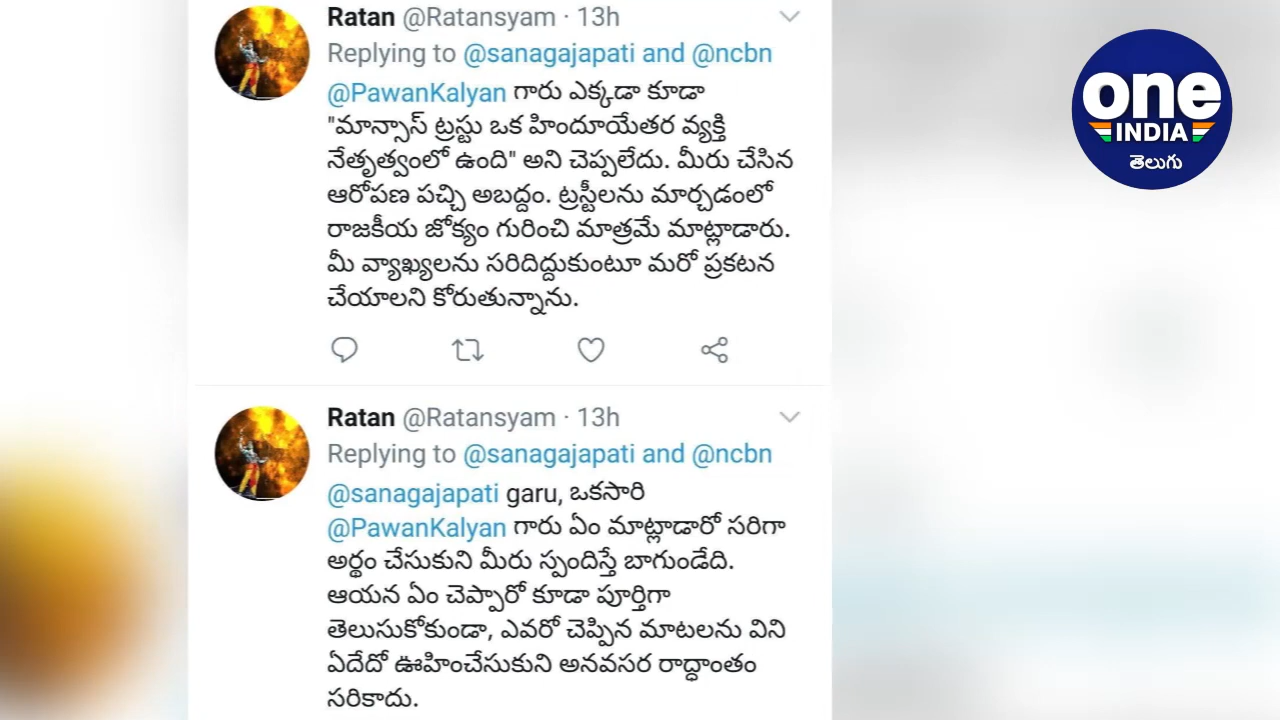 Ratan @Ratansyam · 13h
Replying to @sanagajapati and @ncbn
@PawanKalyan గారు ఎక్కడా కూడా
"మాన్సాస్ ట్రస్టు ఒక హిందూయేతర వ్యక్తి
నేతృత్వంలో ఉంది" అని చెప్పలేదు. మీరు చేసిన
ఆరోపణ పచ్చి అబద్దం. ట్రస్టీలను మార్చడంలో
రాజకీయ జోక్యం గురించి మాత్రమే మాట్లాడారు.
మీ వ్యాఖ్యలను సరిదిద్దుకుంటూ మరో ప్రకటన
చేయాలని కోరుతున్నాను.
Ratan @Ratansyam · 13h
Replying to @sanagajapati and @ncbn
@sanagajapati garu, ఒకసారి
@PawanKalyan గారు ఏం మాట్లాడారో సరిగా
అర్థం చేసుకుని మీరు స్పందిస్తే బాగుండేది.
ఆయన ఏం చెప్పారో కూడా పూర్తిగా
తెలుసుకోకుండా, ఎవరో చెప్పిన మాటలను విని
ఏదేదో ఊహించేసుకుని అనవసర రాద్ధాంతం
సరికాదు.
one
INDIA
తెలుగు